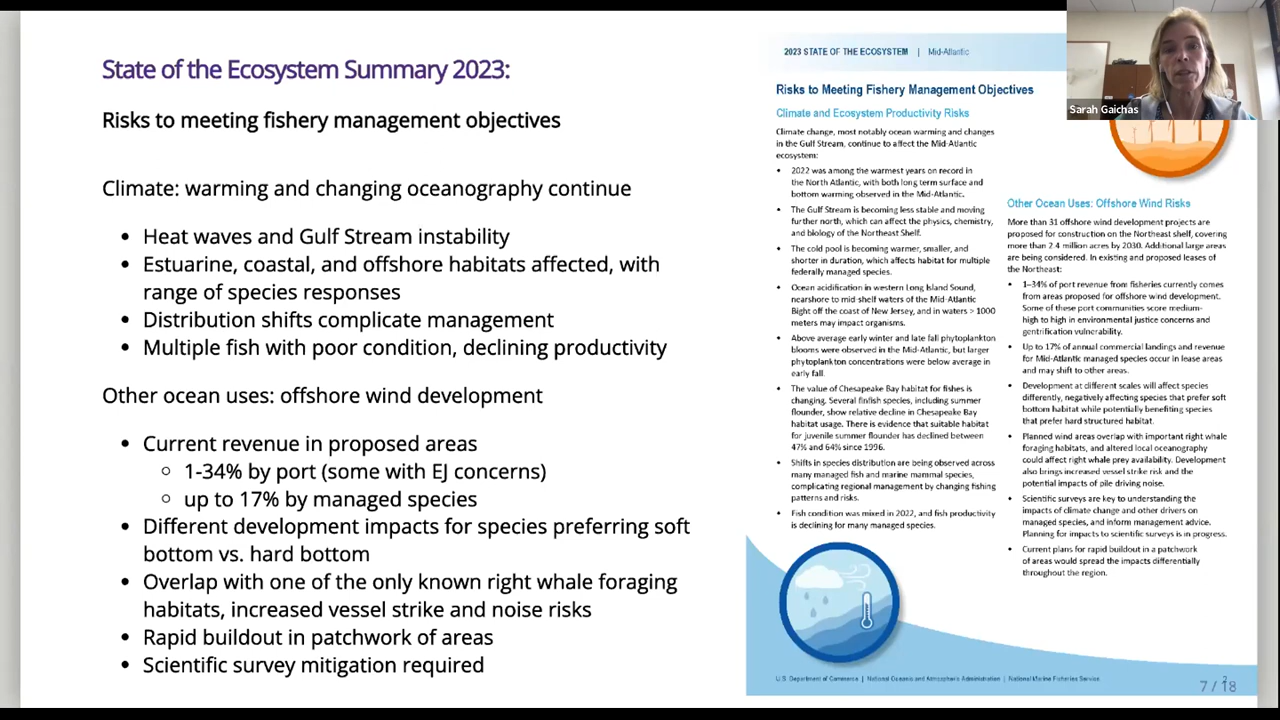 State of the Ecosystem Summary 2023:
Risks to meeting fishery management objectives
Climate: warming and changing oceanography continue
• Heat waves and Gulf Stream instability
• Estuarine, coastal, and offshore habitats affected, with
range of species responses
• Distribution shifts complicate management
• Multiple fish with poor condition, declining productivity
Other ocean uses: offshore wind development
• Current revenue in proposed areas
○ 1-34% by port (some with EJ concerns)
○ up to 17% by managed species
• Different development impacts for species preferring soft
bottom vs. hard bottom
• Overlap with one of the only known right whale foraging
habitats, increased vessel strike and noise risks
• Rapid buildout in patchwork of areas
• Scientific survey mitigation required
2023 STATE OF THE ECOSYSTEM | Mid-Atlantic
Risks to Meeting Fishery Management Objectives
Climate and Ecosystem Productivity Risks
Climate change, most notably ocean warming and changes
in the Gulf Stream, continue to affect the Mid-Atlantic
ecosystem:
• 2022 was among the warmest years on record in
the North Atlantic, with both long term surface and
bottom warming observed in the Mid-Atlantic.
• The Gulf Stream is becoming less stable and moving
further north, which can affect the physics, chemistry,
and biology of the Northeast Shelf.
• The cold pool is becoming warmer, smaller, and
shorter in duration, which affects habitat for multiple
federally managed species.
• Ocean acidification in western Long Island Sound,
nearshore to mid-shelf waters of the Mid-Atlantic
Bight off the coast of New Jersey, and in waters > 1000
meters may impact organisms.
• Above average early winter and late fall phytoplankton
blooms were observed in the Mid-Atlantic, but larger
phytoplankton concentrations were below average in
early fall.
• The value of Chesapeake Bay habitat for fishes is
changing. Several finfish species, including summer
flounder, show relative decline in Chesapeake Bay
habitat usage. There is evidence that suitable habitat
for juvenile summer flounder has declined between
47% and 64% since 1996.
• Shifts in species distribution are being observed across
many managed fish and marine mammal species,
complicating regional management by changing fishing
patterns and risks.
• Fish condition was mixed in 2022, and fish productivity
is declining for many managed species.
Other Ocean Uses: Offshore Wind Risks
More than 31 offshore wind development projects are
proposed for construction on the Northeast shelf, covering
more than 2.4 million acres by 2030. Additional large areas
are being considered. In existing and proposed leases of
the Northeast:
• 1–34% of port revenue from fisheries currently comes
from areas proposed for offshore wind development.
Some of these port communities score medium-
high to high in environmental justice concerns and
gentrification vulnerability.
• Up to 17% of annual commercial landings and revenue
for Mid-Atlantic managed species occur in lease areas
and may shift to other areas.
• Development at different scales will affect species
differently, negatively affecting species that prefer soft
bottom habitat while potentially benefiting species
that prefer hard structured habitat.
• Planned wind areas overlap with important right whale
foraging habitats, and altered local oceanography
could affect right whale prey availability. Development
also brings increased vessel strike risk and the
potential impacts of pile driving noise.
• Scientific surveys are key to understanding the
impacts of climate change and other drivers on
managed species, and inform management advice.
Planning for impacts to scientific surveys is in progress.
• Current plans for rapid buildout in a patchwork
of areas would spread the impacts differentially
throughout the region.
U.S. Department of Commerce | National Oceanic and Atmospheric Administration | National Marine Fisheries Service
2
7 / 18
Sarah Gaichas